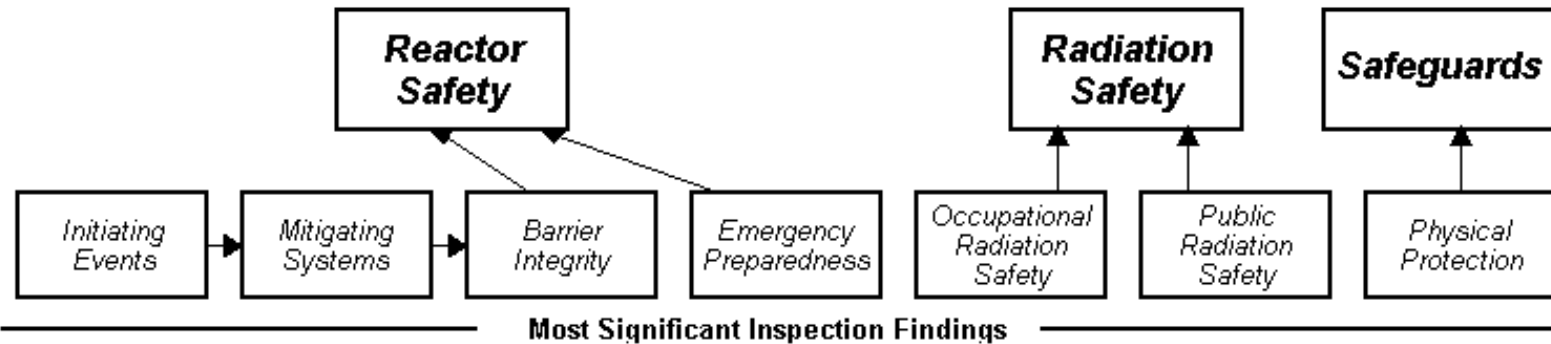 Reactor
Safety
Radiation
Safety
Safeguards
Initiating
Events
Mitigating
Systems
Barrier
Integrity
Emergency
Preparedness
Occupational
Radiation
Safety
Public
Radiation
Safety
Physical
Protection
Most Significant Inspection Findings